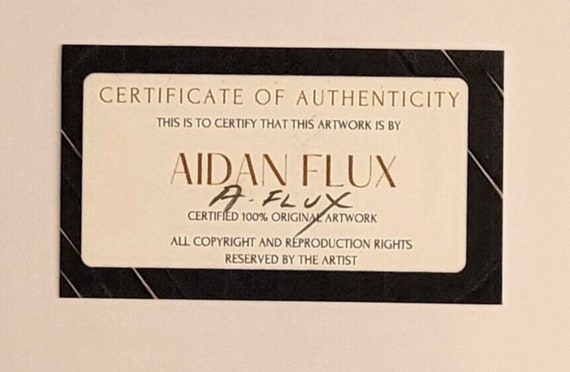 CERTIFICATE OF AUTHENTICITY
THIS IS TO CERTIFY THAT THIS ARTWORK IS BY
AIDAN FLUX
A. FLUX
CERTIFIED 100% ORIGINAL ARTWORK
ALL COPYRIGHT AND REPRODUCTION RIGHTS
RESERVED BY THE ARTIST